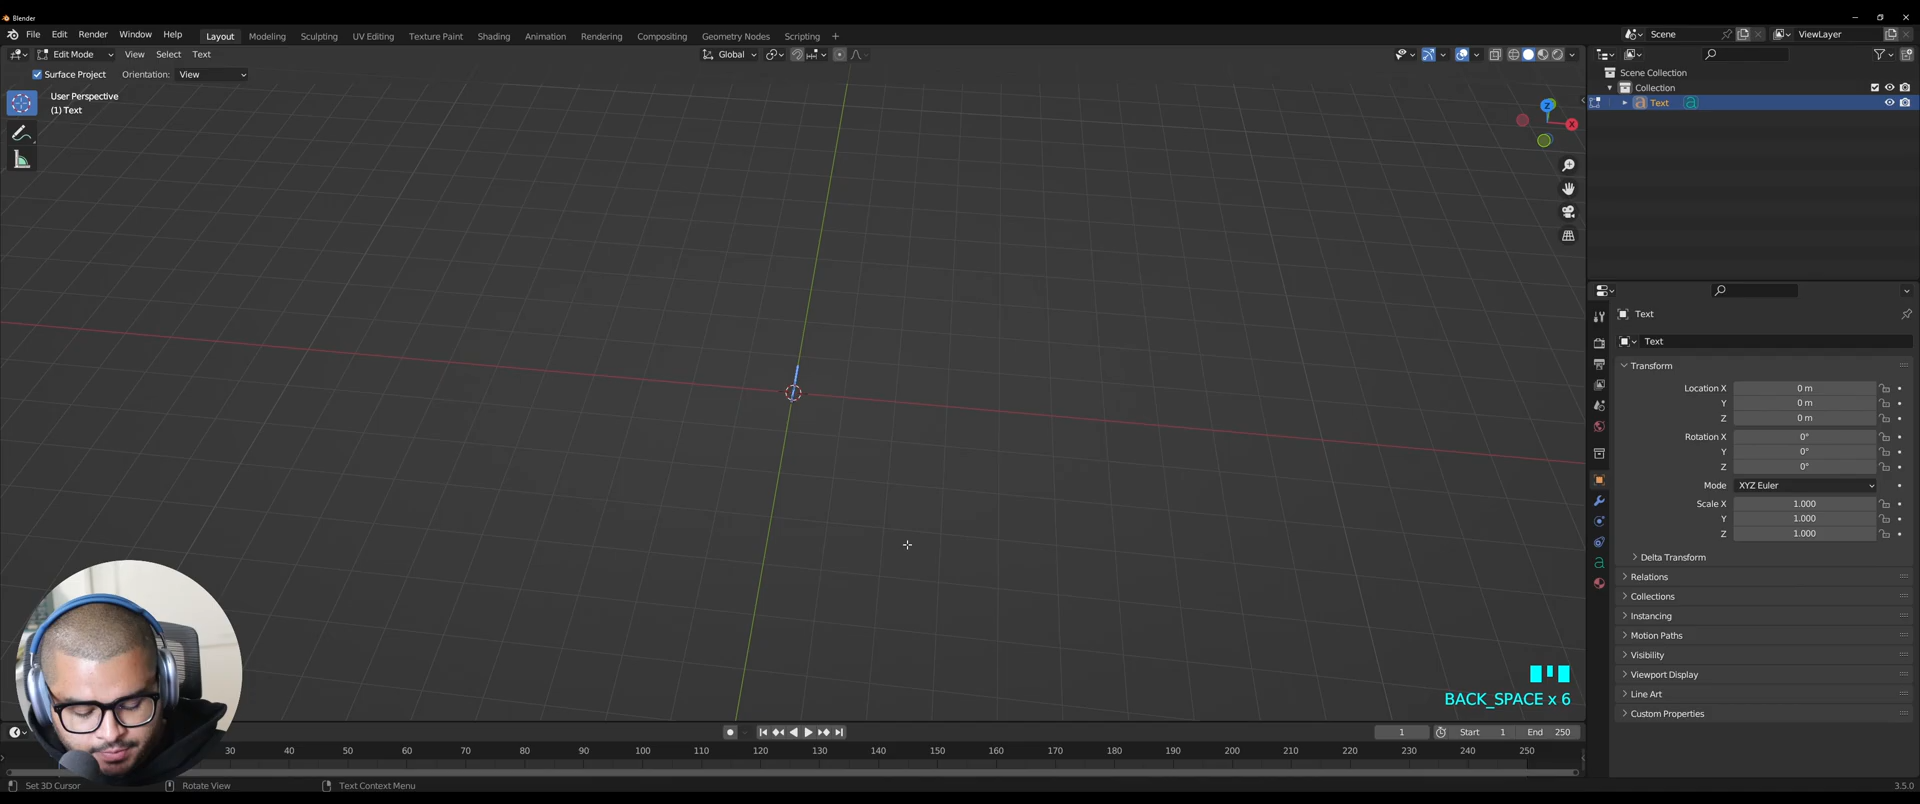 Blender
File Edit Render Window Help Layout Modeling Sculpting UV Editing Texture Paint Shading Animation Rendering Compositing Geometry Nodes Scripting + Scene ViewLayer
Edit Mode View Select Text Global
Surface Project Orientation: View
Scene Collection
Collection
Text
User Perspective
(1) Text
Z
X
Text
Text
Transform
Location X 0 m
Y 0 m
Z 0 m
Rotation X 0°
Y 0°
Z 0°
Mode XYZ Euler
Scale X 1.000
Y 1.000
Z 1.000
Delta Transform
Relations
Collections
Instancing
Motion Paths
Visibility
Viewport Display
Line Art
Custom Properties
BACK_SPACE x 6
1 Start 1 End 250
30 40 50 60 70 80 90 100 110 120 130 140 150 160 170 180 190 200 210 220 230 240 250
Set 3D Cursor Rotate View Text Context Menu 3.5.0